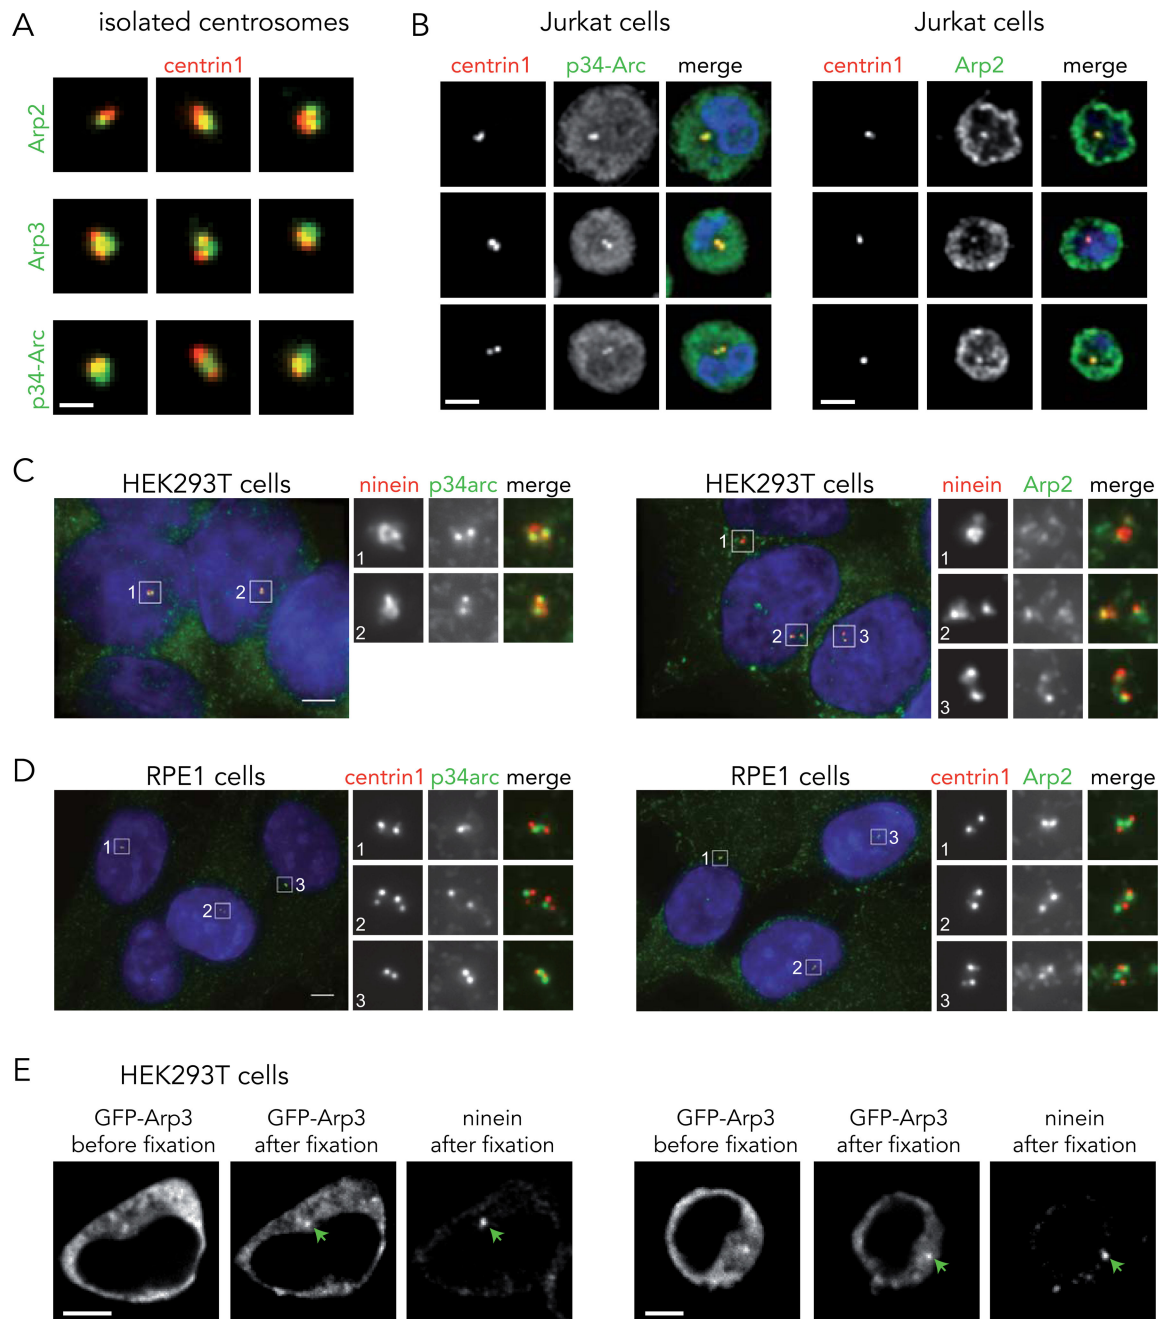 A
isolated centrosomes
centrin1
Arp2
Arp3
p34-Arc
B
Jurkat cells
centrin1 p34-Arc merge
Jurkat cells
centrin1 Arp2 merge
C
HEK293T cells
ninein p34arc merge
1
2
1
2
HEK293T cells
ninein Arp2 merge
1
2
3
1
2
3
D
RPE1 cells
centrin1 p34arc merge
1
2
3
1
2
3
RPE1 cells
centrin1 Arp2 merge
1
2
3
1
2
3
E
HEK293T cells
GFP-Arp3
before fixation
GFP-Arp3
after fixation
ninein
after fixation
GFP-Arp3
before fixation
GFP-Arp3
after fixation
ninein
after fixation